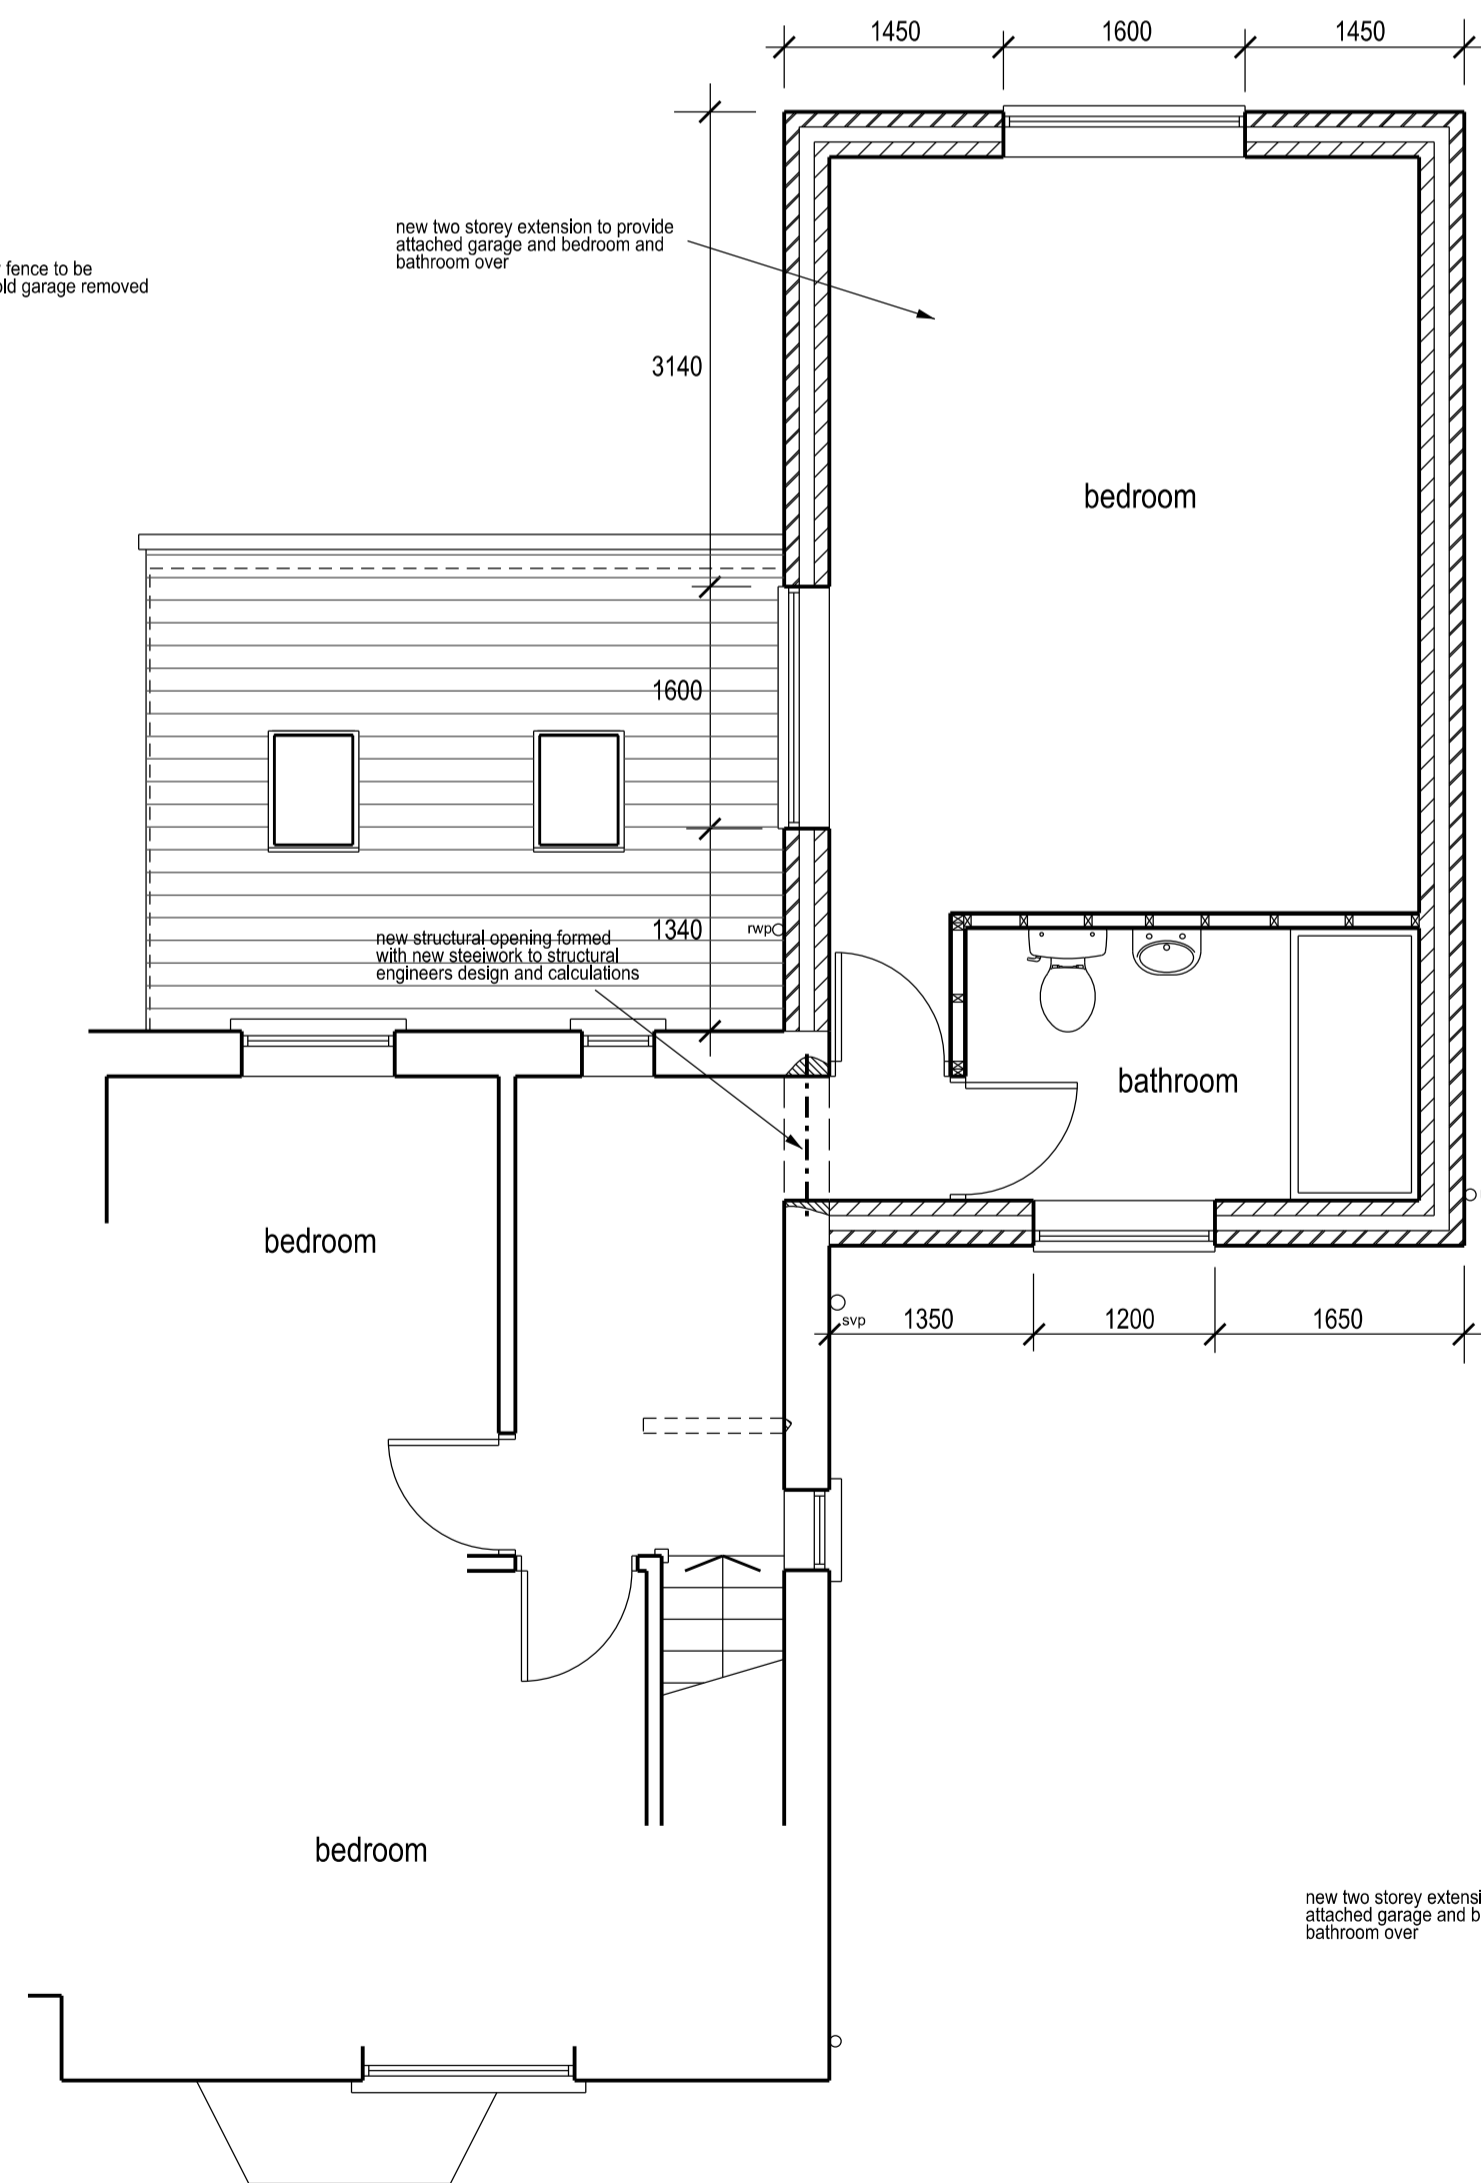 1450 1600 1450
new two storey extension to provide
attached garage and bedroom and
bathroom over
fence to be
old garage removed
3140
bedroom
1600
1340
rwp
new structural opening formed
with new steelwork to structural
engineers design and calculations
bathroom
bedroom
svp
1350 1200 1650
bedroom
new two storey extensi
attached garage and b
bathroom over